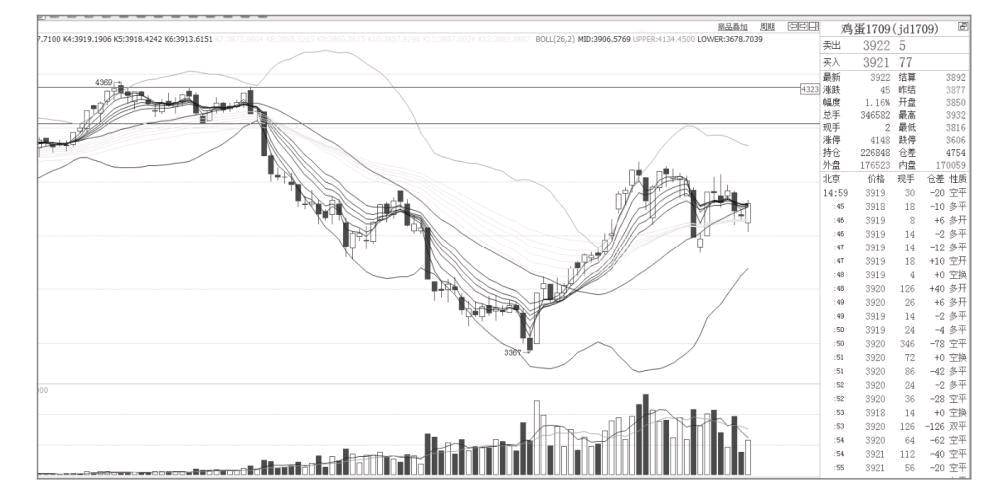 商品叠加 周期
7.7100 K4:3919.1906 K5:3918.4242 K6:3913.6151 BOLL(26,2) MID:3906.5769 UPPER:4134.4500 LOWER:3678.7039
4369
4323
3367
000
鸡蛋1709(jd1709)
卖出 3922 5
买入 3921 77
最新 3922 结算 3892
涨跌 45 昨结 3877
幅度 1.16% 开盘 3850
总手 346582 最高 3932
现手 2 最低 3816
涨停 4148 跌停 3606
持仓 226848 仓差 4754
外盘 176523 内盘 170059
北京 价格 现手 仓差 性质
14:59 3919 30 -20 空平
:45 3918 18 -10 多平
:46 3919 8 +6 多开
:46 3919 14 -2 多平
:47 3919 14 -12 多平
:47 3919 18 +10 空开
:48 3919 4 +0 空换
:48 3920 126 +40 多开
:49 3920 26 +6 多开
:49 3919 14 -2 多平
:50 3919 24 -4 多平
:50 3920 346 -78 空平
:51 3920 72 +0 空换
:51 3920 86 -42 多平
:52 3920 24 -2 多平
:52 3920 36 -28 空平
:53 3918 14 +0 空换
:53 3920 126 -126 双平
:54 3920 64 -62 空平
:54 3921 112 -40 空平
:55 3921 56 -20 空平